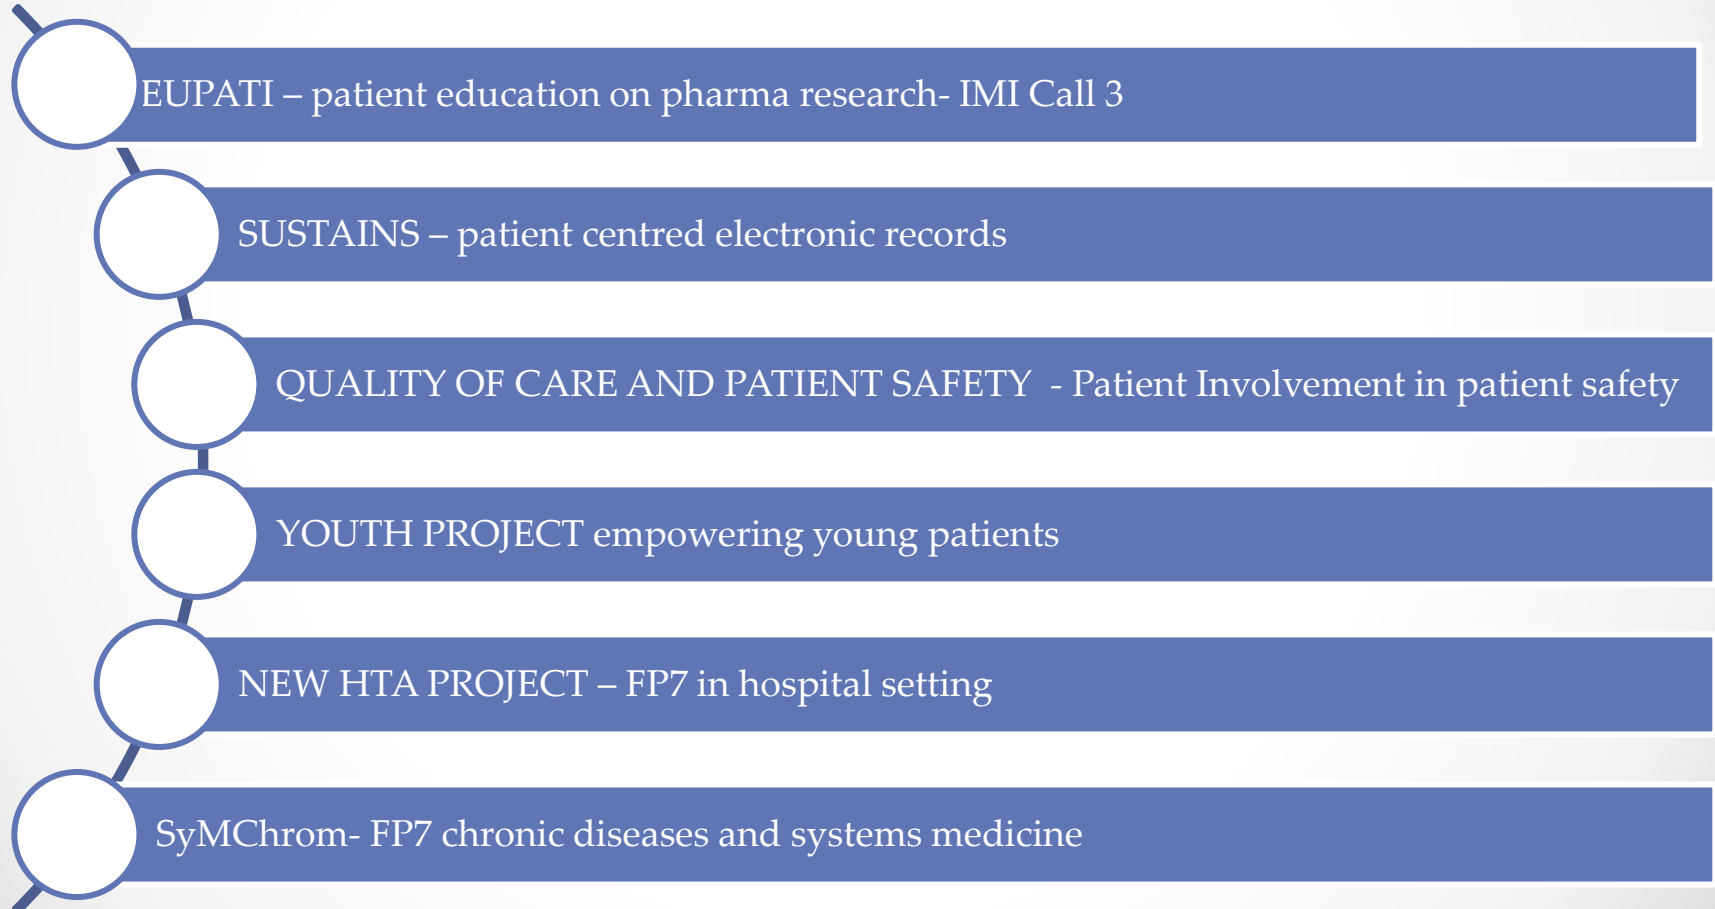 EUPATI – patient education on pharma research- IMI Call 3
SUSTAINS – patient centred electronic records
QUALITY OF CARE AND PATIENT SAFETY - Patient Involvement in patient safety
YOUTH PROJECT empowering young patients
NEW HTA PROJECT – FP7 in hospital setting
SyMChrom- FP7 chronic diseases and systems medicine